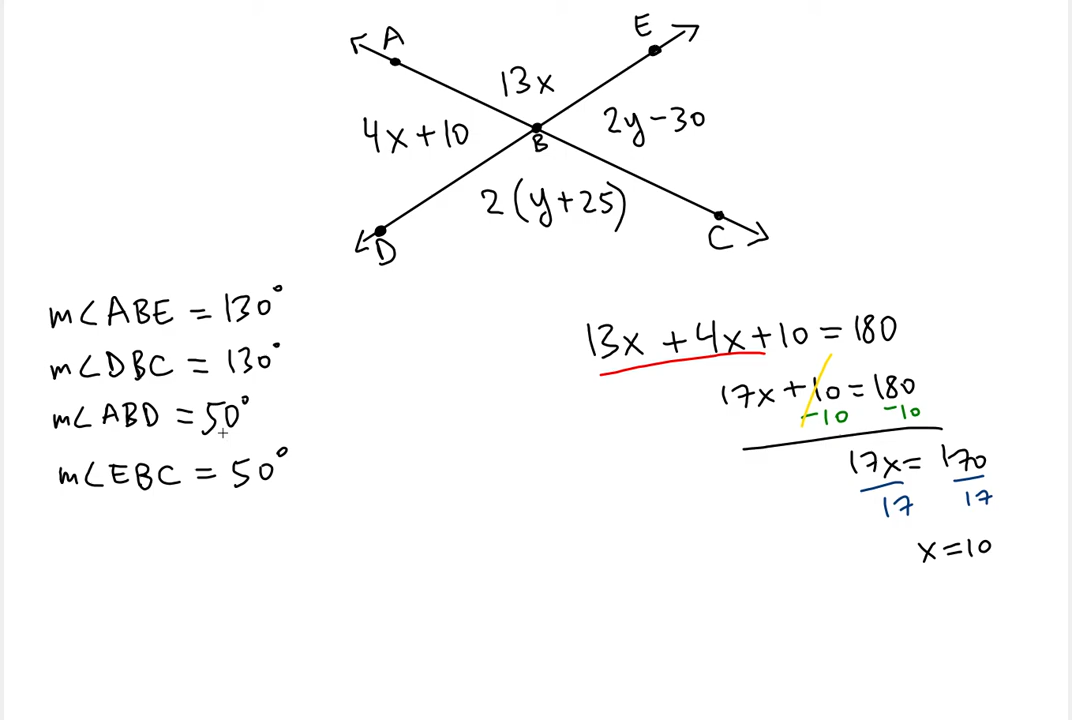 A
E
13x
4x+10
2y-30
B
2(y+25)
D
C
m∠ABE = 130°
m∠DBC = 130°
m∠ABD = 50°
m∠EBC = 50°
13x + 4x + 10 = 180
17x + 10 = 180
-10 -10
17x = 170
17 17
x = 10